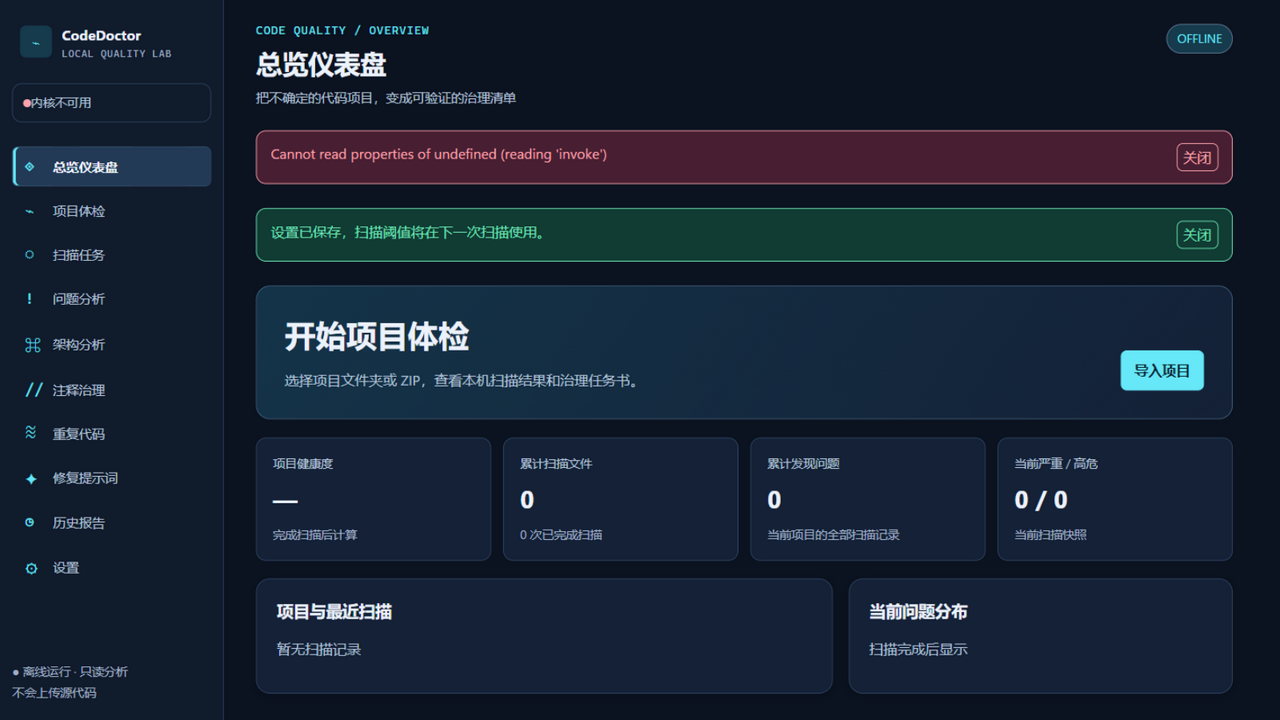 CodeDoctor
LOCAL QUALITY LAB
内核不可用
总览仪表盘
项目体检
扫描任务
! 问题分析
⌘ 架构分析
// 注释治理
重复代码
修复提示词
历史报告
设置
离线运行 · 只读分析
不会上传源代码
CODE QUALITY / OVERVIEW
总览仪表盘
把不确定的代码项目，变成可验证的治理清单
OFFLINE
Cannot read properties of undefined (reading 'invoke')
关闭
设置已保存，扫描阈值将在下一次扫描使用。
关闭
开始项目体检
选择项目文件夹或 ZIP，查看本机扫描结果和治理任务书。
导入项目
项目健康度
—
完成扫描后计算
累计扫描文件
0
0 次已完成扫描
累计发现问题
0
当前项目的全部扫描记录
当前严重 / 高危
0 / 0
当前扫描快照
项目与最近扫描
暂无扫描记录
当前问题分布
扫描完成后显示